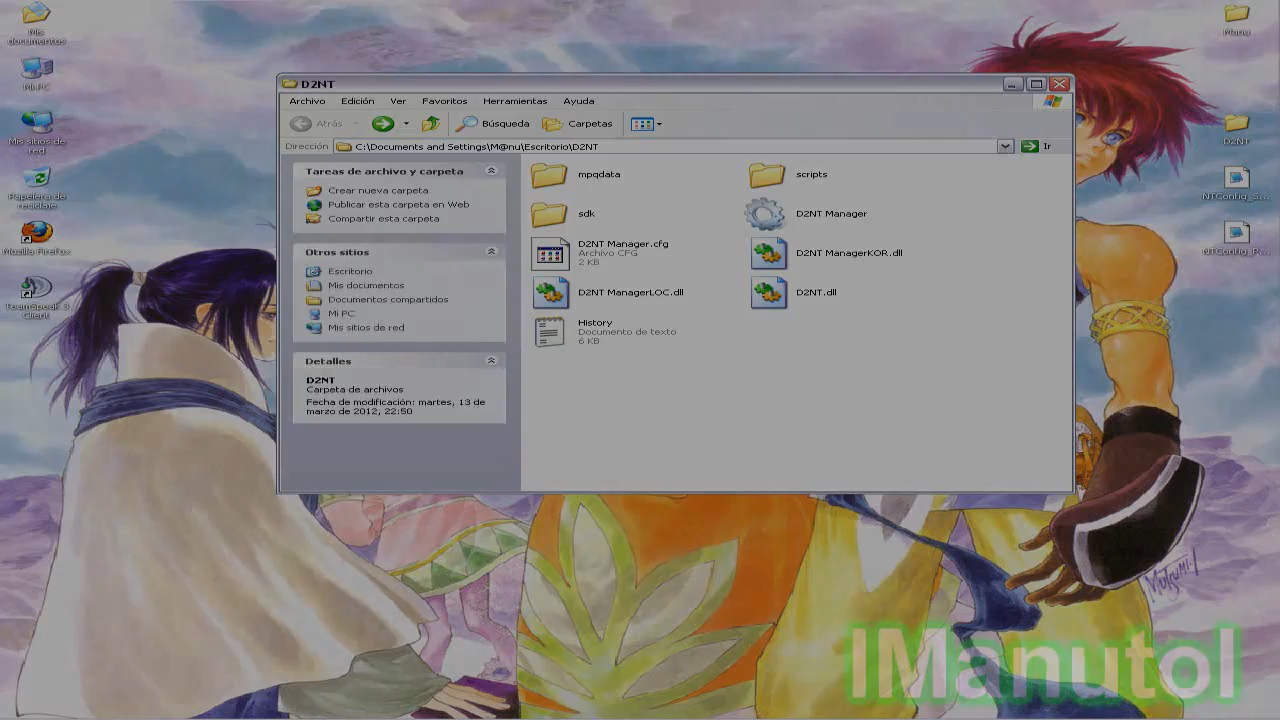 Mis
documentos
Mi PC
Mis sitios de
red
Papelera de
reciclaje
Mozilla Firefox
TeamSpeak 3
Client
D2NT
Archivo Edición Ver Favoritos Herramientas Ayuda
Atrás Búsqueda Carpetas
Dirección C:\Documents and Settings\M@nu\Escritorio\D2NT Ir
Tareas de archivo y carpeta
Crear nueva carpeta
Publicar esta carpeta en Web
Compartir esta carpeta
Otros sitios
Escritorio
Mis documentos
Documentos compartidos
Mi PC
Mis sitios de red
Detalles
D2NT
Carpeta de archivos
Fecha de modificación: martes, 13 de
marzo de 2012, 22:50
mpqdata
scripts
sdk
D2NT Manager
D2NT Manager.cfg
Archivo CFG
2 KB
D2NT ManagerKOR.dll
D2NT ManagerLOC.dll
D2NT.dll
History
Documento de texto
6 KB
Manu
D2NT
NTConfig_S...
NTConfig_P...
Mukumi
IManutol